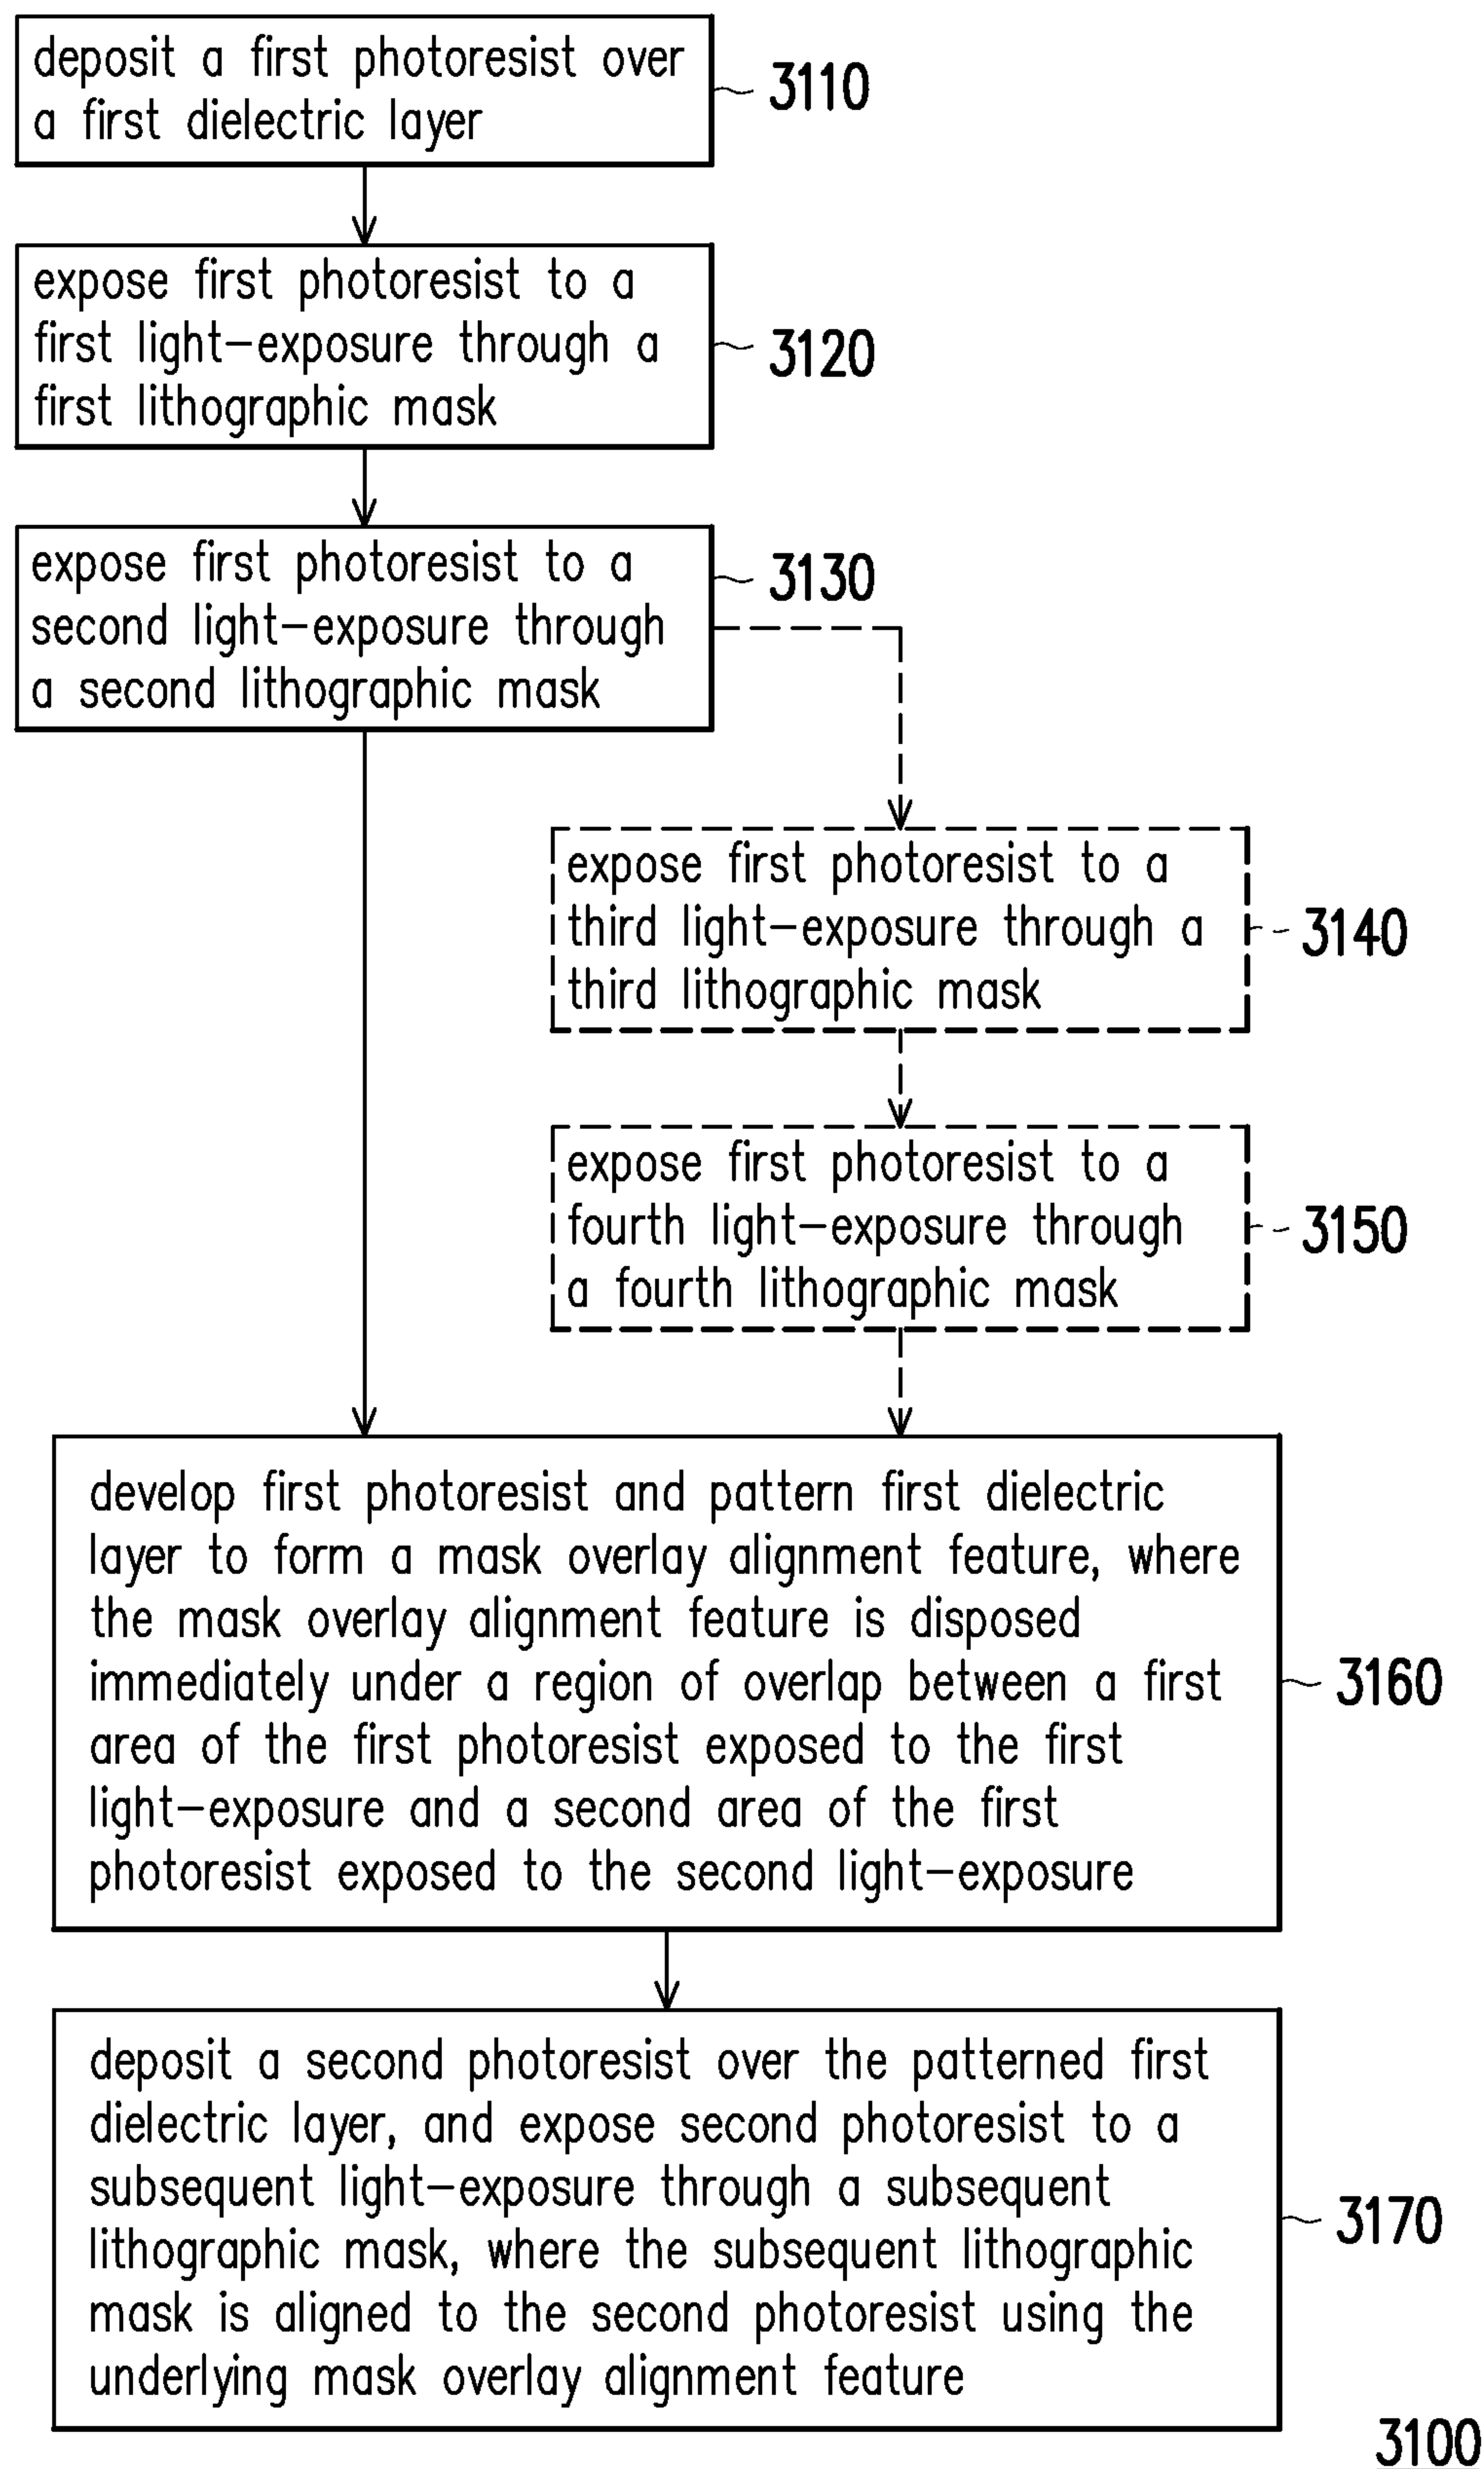 deposit a first photoresist over
a first dielectric layer
3110
expose first photoresist to a
first light-exposure through a
first lithographic mask
3120
expose first photoresist to a
second light-exposure through
a second lithographic mask
3130
expose first photoresist to a
third light-exposure through a
third lithographic mask
3140
expose first photoresist to a
fourth light-exposure through
a fourth lithographic mask
3150
develop first photoresist and pattern first dielectric
layer to form a mask overlay alignment feature, where
the mask overlay alignment feature is disposed
immediately under a region of overlap between a first
area of the first photoresist exposed to the first
light-exposure and a second area of the first
photoresist exposed to the second light-exposure
3160
deposit a second photoresist over the patterned first
dielectric layer, and expose second photoresist to a
subsequent light-exposure through a subsequent
lithographic mask, where the subsequent lithographic
mask is aligned to the second photoresist using the
underlying mask overlay alignment feature
3170
3100